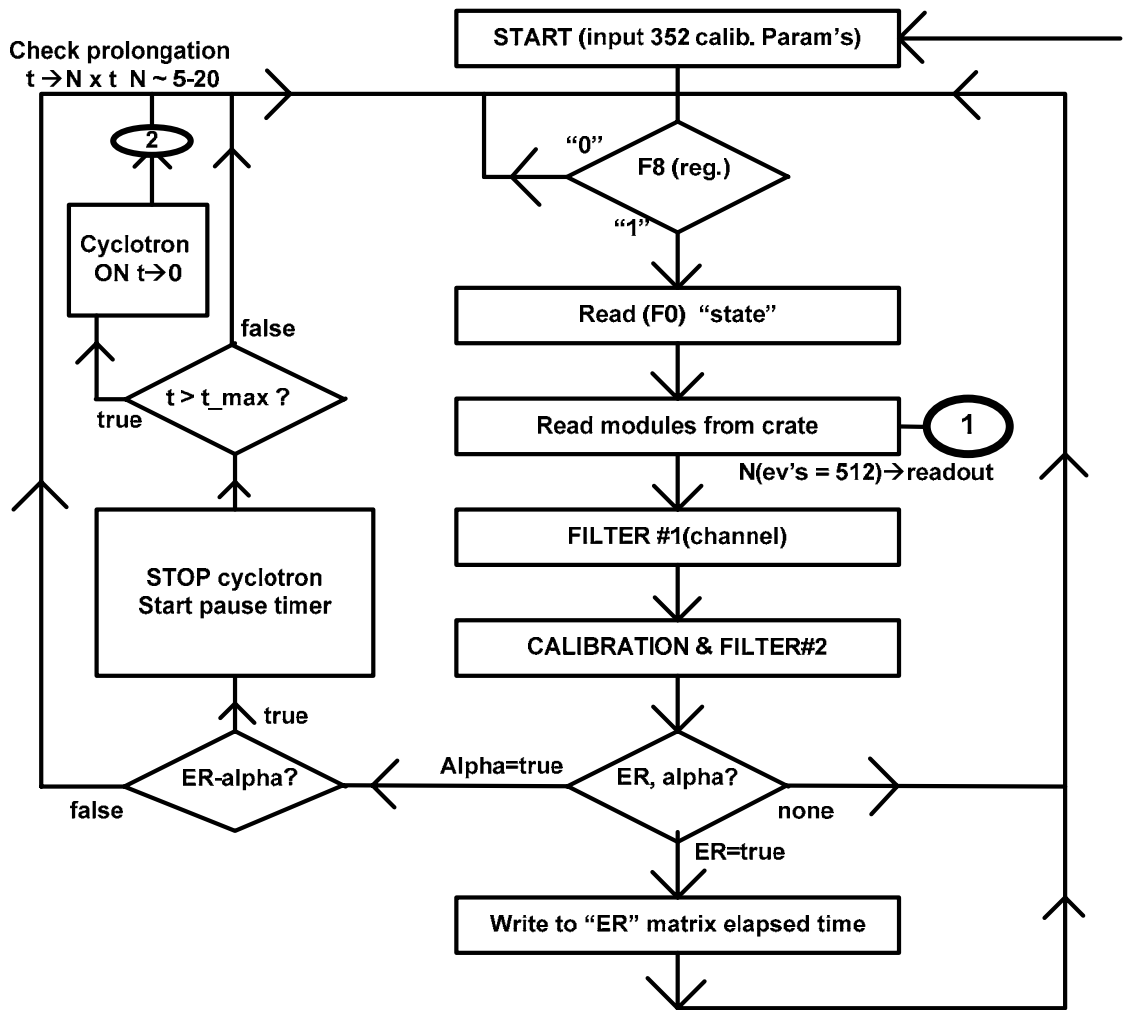 START (input 352 calib. Param's)
Check prolongation
t →N x t  N ~ 5-20
2
"0"
F8 (reg.)
"1"
Cyclotron
ON t→0
Read (F0)  "state"
false
t > t_max ?
true
Read modules from crate
1
N(ev's = 512)→readout
FILTER #1(channel)
STOP cyclotron
Start pause timer
CALIBRATION & FILTER#2
true
ER-alpha?
false
Alpha=true
ER, alpha?
none
ER=true
Write to "ER" matrix elapsed time